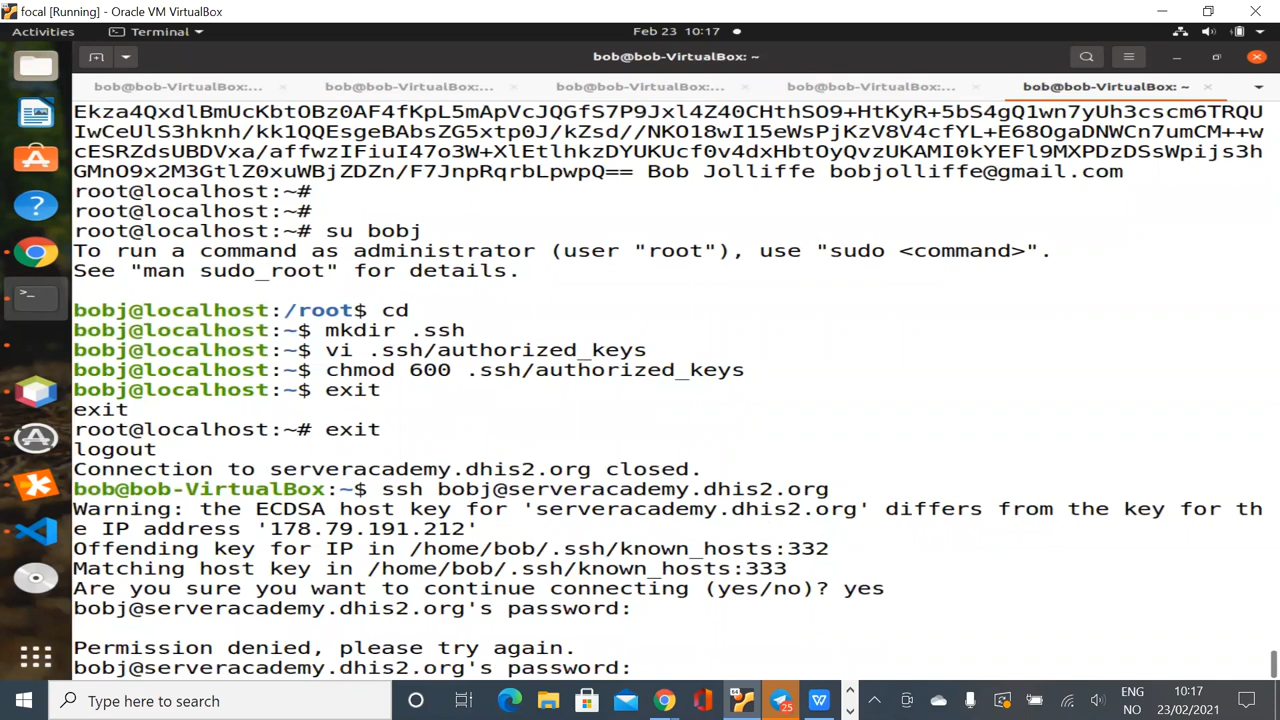 focal [Running] - Oracle VM VirtualBox
Activities
Terminal
Feb 23 10:17
bob@bob-VirtualBox: ~
bob@bob-VirtualBox:...
bob@bob-VirtualBox:...
bob@bob-VirtualBox:...
bob@bob-VirtualBox:...
bob@bob-VirtualBox: ~
Ekza4QxdlBmUcKbtOBz0AF4fKpL5mApVcJQGfS7P9Jxl4Z40CHthS09+HtKyR+5bS4gQ1wn7yUh3cscm6TRQU
IwCeUlS3hknh/kk1QQEsgeBAbsZG5xtp0J/kZsd//NKO18wI15eWsPjKzV8V4cfYL+E68OgaDNWCn7umCM++w
cESRZdsUBDVxa/affwzIFiuI47o3W+XlEtlhkzDYUKUcf0v4dxHbtOyQvzUKAMI0kYEFl9MXPDzDSsWpijs3h
GMnO9x2M3GtlZ0xuWBjZDZn/F7JnpRqrbLpwpQ== Bob Jolliffe bobjolliffe@gmail.com
root@localhost:~#
root@localhost:~#
root@localhost:~# su bobj
To run a command as administrator (user "root"), use "sudo <command>".
See "man sudo_root" for details.
bobj@localhost:/root$ cd
bobj@localhost:~$ mkdir .ssh
bobj@localhost:~$ vi .ssh/authorized_keys
bobj@localhost:~$ chmod 600 .ssh/authorized_keys
bobj@localhost:~$ exit
exit
root@localhost:~# exit
logout
Connection to serveracademy.dhis2.org closed.
bob@bob-VirtualBox:~$ ssh bobj@serveracademy.dhis2.org
Warning: the ECDSA host key for 'serveracademy.dhis2.org' differs from the key for th
e IP address '178.79.191.212'
Offending key for IP in /home/bob/.ssh/known_hosts:332
Matching host key in /home/bob/.ssh/known_hosts:333
Are you sure you want to continue connecting (yes/no)? yes
bobj@serveracademy.dhis2.org's password:
Permission denied, please try again.
bobj@serveracademy.dhis2.org's password:
Type here to search
25
ENG
NO
10:17
23/02/2021